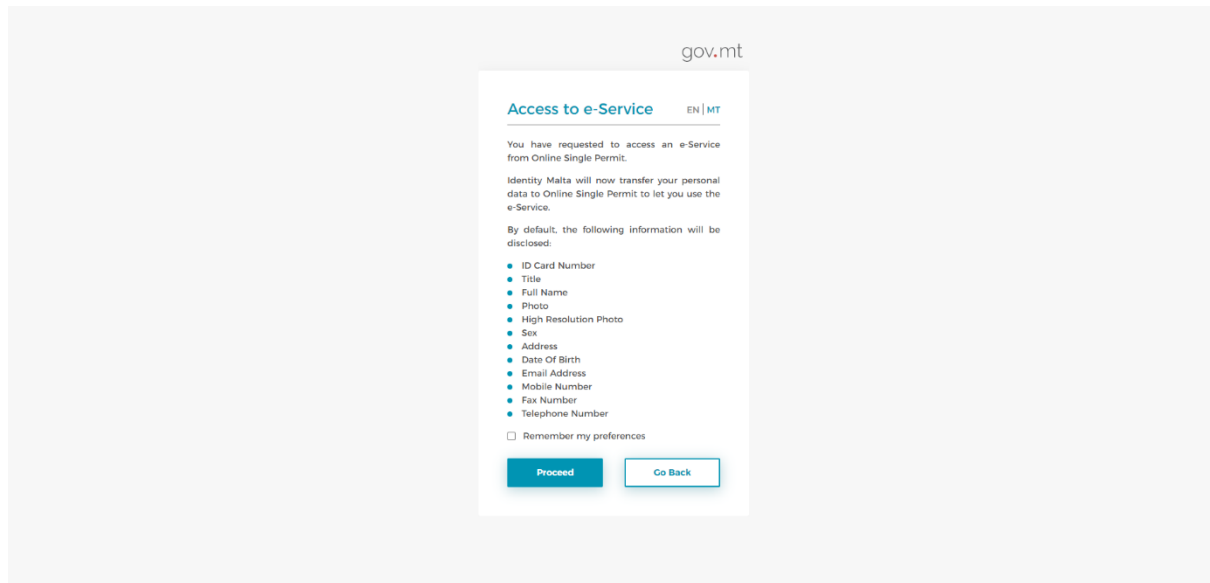 gov.mt
Access to e-Service
EN | MT
You have requested to access an e-Service
from Online Single Permit.
Identity Malta will now transfer your personal
data to Online Single Permit to let you use the
e-Service.
By default, the following information will be
disclosed:
ID Card Number
Title
Full Name
Photo
High Resolution Photo
Sex
Address
Date Of Birth
Email Address
Mobile Number
Fax Number
Telephone Number
Remember my preferences
Proceed
Go Back